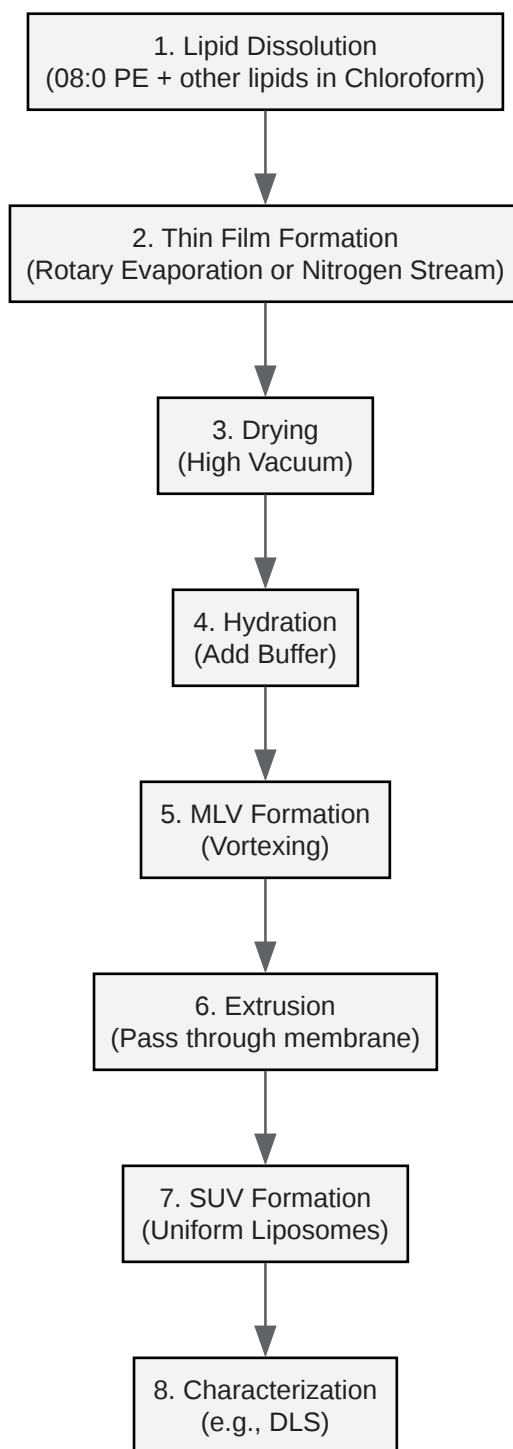 1. Lipid Dissolution
(08:0 PE + other lipids in Chloroform)
2. Thin Film Formation
(Rotary Evaporation or Nitrogen Stream)
3. Drying
(High Vacuum)
4. Hydration
(Add Buffer)
5. MLV Formation
(Vortexing)
6. Extrusion
(Pass through membrane)
7. SUV Formation
(Uniform Liposomes)
8. Characterization
(e.g., DLS)